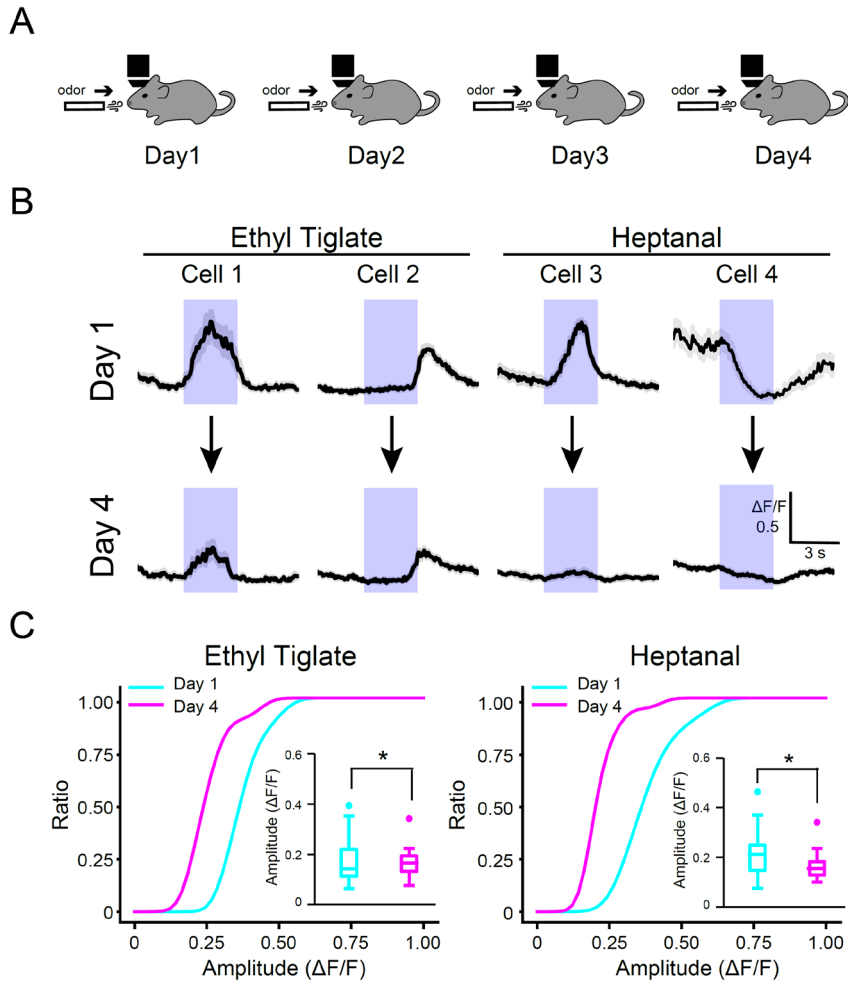 A
odor odor odor odor
Day1 Day2 Day3 Day4
B
Ethyl Tiglate Heptanal
Cell 1 Cell 2 Cell 3 Cell 4
Day 1
Day 4
ΔF/F
0.5
3 s
C
Ethyl Tiglate
Day 1
Day 4
1.00
0.75
0.50
0.25
0
Ratio
0 0.25 0.50 0.75 1.00
Amplitude (ΔF/F)
*
0.6
0.4
0.2
0
Amplitude (ΔF/F)
Heptanal
Day 1
Day 4
1.00
0.75
0.50
0.25
0
Ratio
0 0.25 0.50 0.75 1.00
Amplitude (ΔF/F)
*
0.6
0.4
0.2
0
Amplitude (ΔF/F)